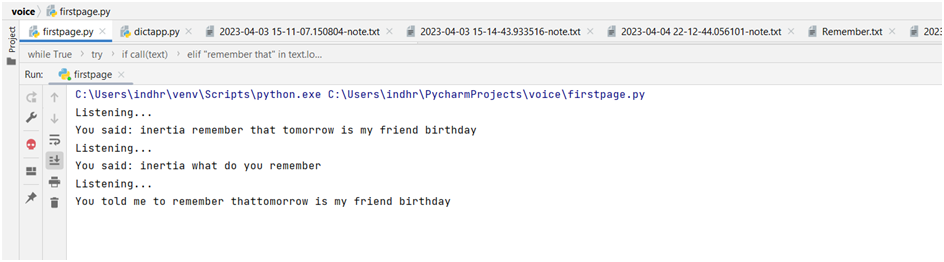 voice firstpage.py
Project
firstpage.py dictapp.py 2023-04-03 15-11-07.150804-note.txt 2023-04-03 15-14-43.933516-note.txt 2023-04-04 22-12-44.056101-note.txt Remember.txt 2023
while True try if call(text) elif "remember that" in text.lo...
Run: firstpage
C:\Users\indhr\venv\Scripts\python.exe C:\Users\indhr\PycharmProjects\voice\firstpage.py
Listening...
You said: inertia remember that tomorrow is my friend birthday
Listening...
You said: inertia what do you remember
Listening...
You told me to remember thattomorrow is my friend birthday